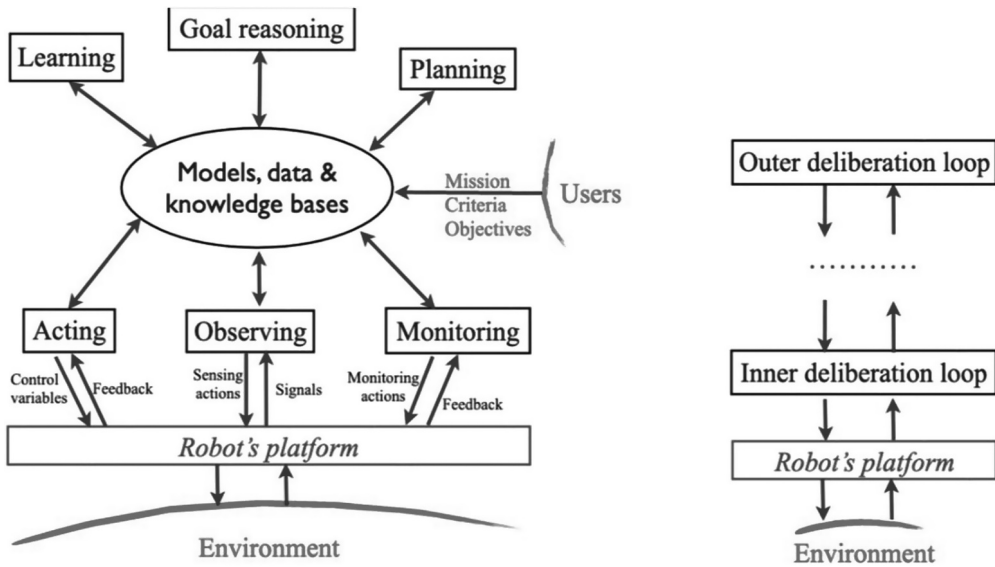 Goal reasoning
Learning
Planning
Models, data &
knowledge bases
Mission
Criteria
Objectives
Users
Acting
Observing
Monitoring
Control
variables
Feedback
Sensing
actions
Signals
Monitoring
actions
Feedback
Robot's platform
Environment
Outer deliberation loop
............
Inner deliberation loop
Robot's platform
Environment